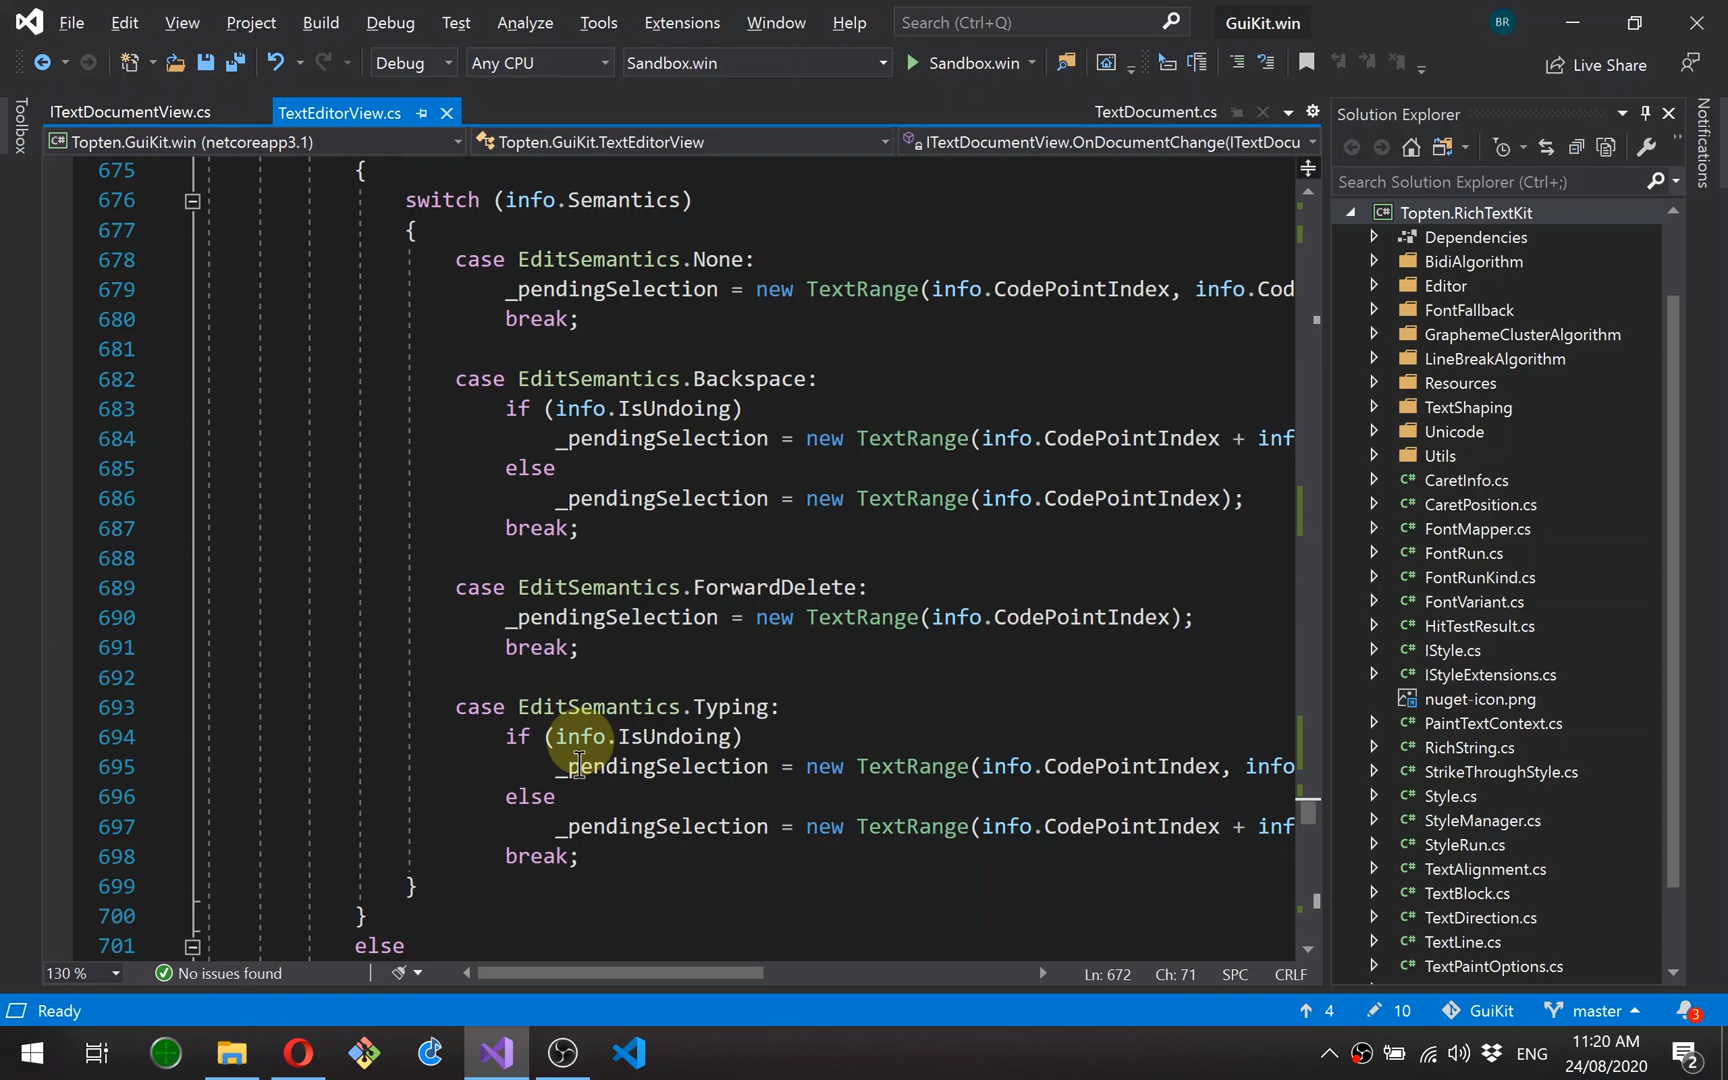 File Edit View Project Build Debug Test Analyze Tools Extensions Window Help Search (Ctrl+Q) GuiKit.win BR
Debug Any CPU Sandbox.win Sandbox.win Live Share
Toolbox
ITextDocumentView.cs TextEditorView.cs TextDocument.cs
Topten.GuiKit.win (netcoreapp3.1) Topten.GuiKit.TextEditorView ITextDocumentView.OnDocumentChange(ITextDocu
675 {
676 switch (info.Semantics)
677 {
678 case EditSemantics.None:
679 _pendingSelection = new TextRange(info.CodePointIndex, info.Cod
680 break;
681
682 case EditSemantics.Backspace:
683 if (info.IsUndoing)
684 _pendingSelection = new TextRange(info.CodePointIndex + inf
685 else
686 _pendingSelection = new TextRange(info.CodePointIndex);
687 break;
688
689 case EditSemantics.ForwardDelete:
690 _pendingSelection = new TextRange(info.CodePointIndex);
691 break;
692
693 case EditSemantics.Typing:
694 if (info.IsUndoing)
695 _pendingSelection = new TextRange(info.CodePointIndex, info
696 else
697 _pendingSelection = new TextRange(info.CodePointIndex + inf
698 break;
699 }
700 }
701 else
130 % No issues found Ln: 672 Ch: 71 SPC CRLF
Solution Explorer
Search Solution Explorer (Ctrl+;)
Topten.RichTextKit
Dependencies
BidiAlgorithm
Editor
FontFallback
GraphemeClusterAlgorithm
LineBreakAlgorithm
Resources
TextShaping
Unicode
Utils
C# CaretInfo.cs
C# CaretPosition.cs
C# FontMapper.cs
C# FontRun.cs
C# FontRunKind.cs
C# FontVariant.cs
C# HitTestResult.cs
C# IStyle.cs
C# IStyleExtensions.cs
nuget-icon.png
C# PaintTextContext.cs
C# RichString.cs
C# StrikeThroughStyle.cs
C# Style.cs
C# StyleManager.cs
C# StyleRun.cs
C# TextAlignment.cs
C# TextBlock.cs
C# TextDirection.cs
C# TextLine.cs
C# TextPaintOptions.cs
Notifications
Ready 4 10 GuiKit master 3
ENG 11:20 AM
24/08/2020 2